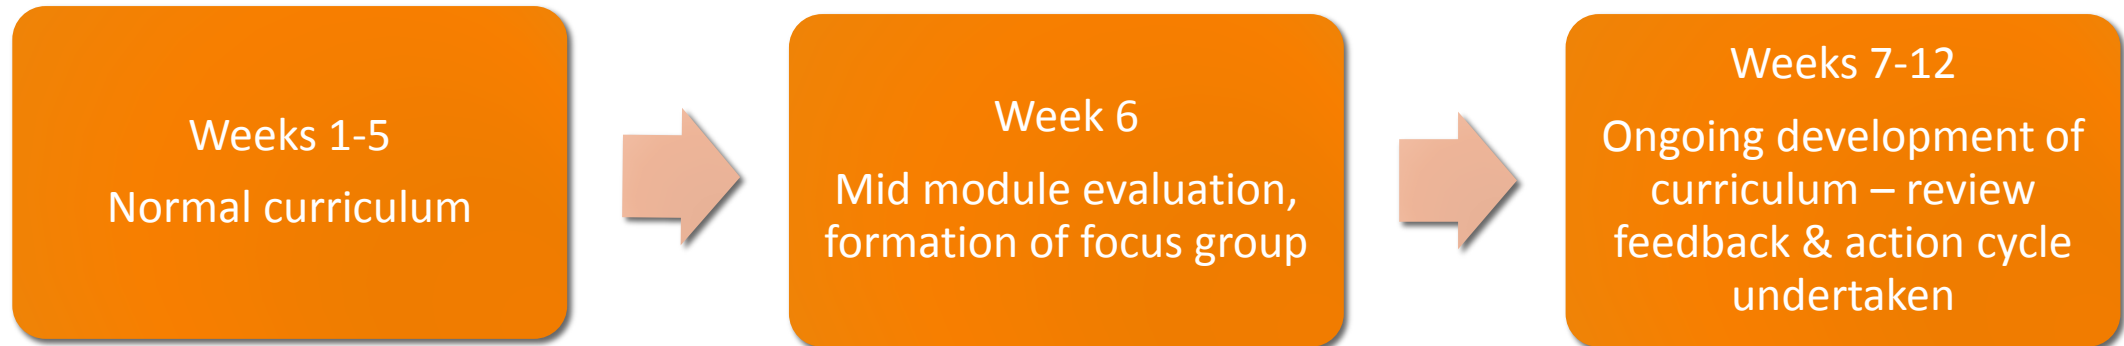 Weeks 1-5
Normal curriculum
Week 6
Mid module evaluation,
formation of focus group
Weeks 7-12
Ongoing development of
curriculum – review
feedback & action cycle
undertaken